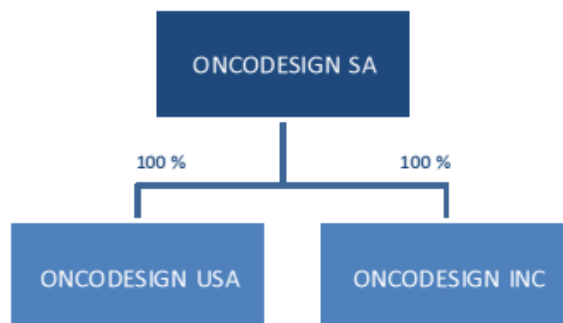 ONCODESIGN SA
100 %
100 %
ONCODESIGN USA
ONCODESIGN INC